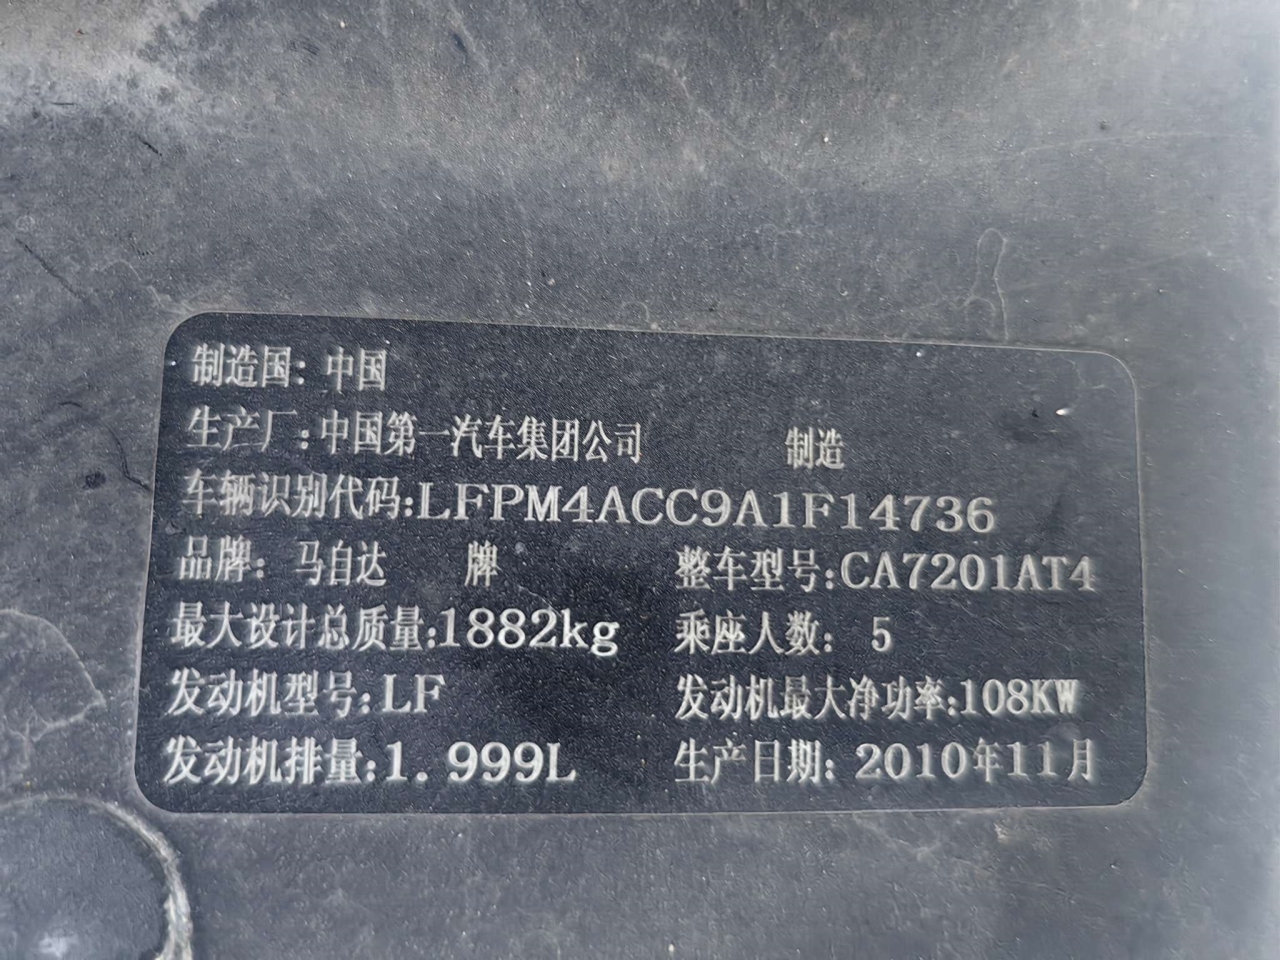 制造国：中国
生产厂：中国第一汽车集团公司 制造
车辆识别代码:LFPM4ACC9A1F14736
品牌：马自达 牌 整车型号:CA7201AT4
最大设计总质量:1882kg 乘座人数： 5
发动机型号:LF 发动机最大净功率:108KW
发动机排量:1.999L 生产日期：2010年11月